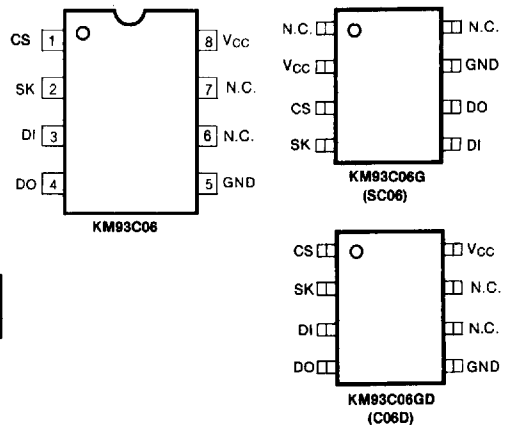 CS 1 8 VCC
SK 2 7 N.C.
DI 3 6 N.C.
DO 4 5 GND
KM93C06
N.C. N.C.
VCC GND
CS DO
SK DI
KM93C06G
(SC06)
CS VCC
SK N.C.
DI N.C.
DO GND
KM93C06GD
(C06D)